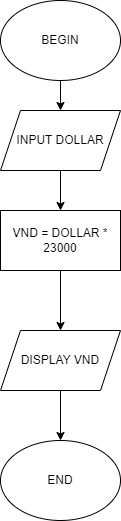 BEGIN
INPUT DOLLAR
VND = DOLLAR *
23000
DISPLAY VND
END